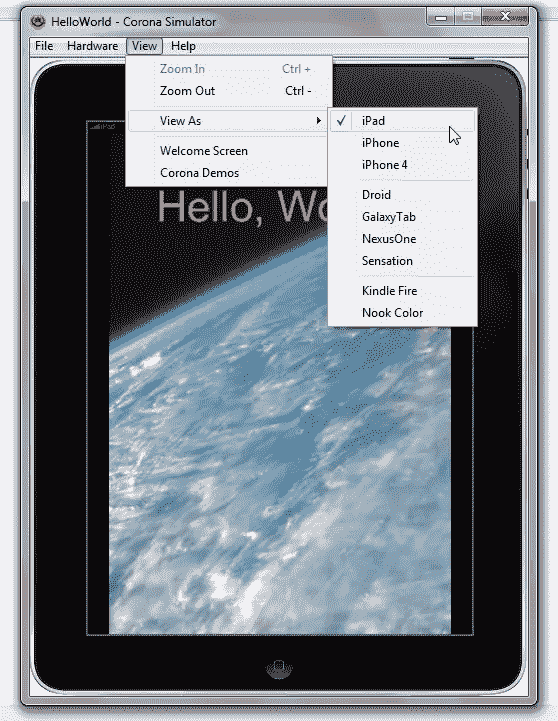 HelloWorld - Corona Simulator
File Hardware View Help
Zoom In Ctrl +
Zoom Out Ctrl -
View As
Welcome Screen
Corona Demos
iPad
iPhone
iPhone 4
Droid
GalaxyTab
NexusOne
Sensation
Kindle Fire
Nook Color
iPad
Hello, Wo